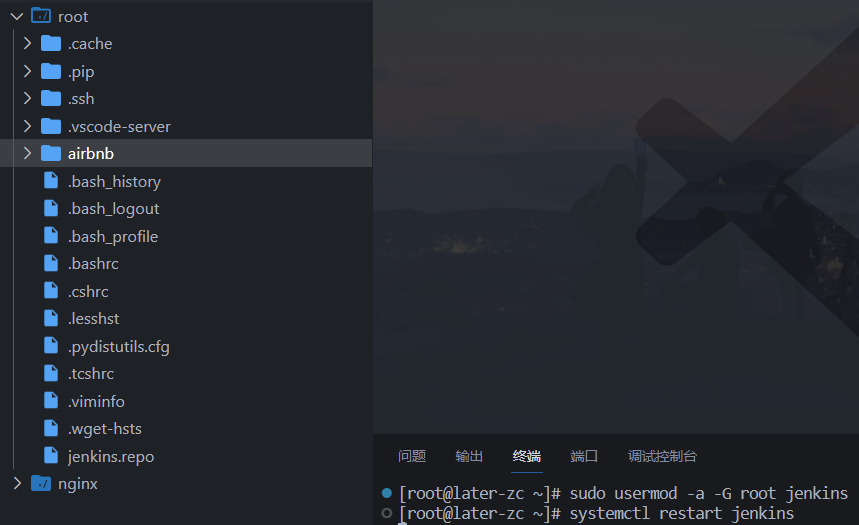 root
.cache
.pip
.ssh
.vscode-server
airbnb
.bash_history
.bash_logout
.bash_profile
.bashrc
.cshrc
.lesshst
.pydistutils.cfg
.tcshrc
.viminfo
.wget-hsts
jenkins.repo
nginx
问题 输出 终端 端口 调试控制台
[root@later-zc ~]# sudo usermod -a -G root jenkins
[root@later-zc ~]# systemctl restart jenkins